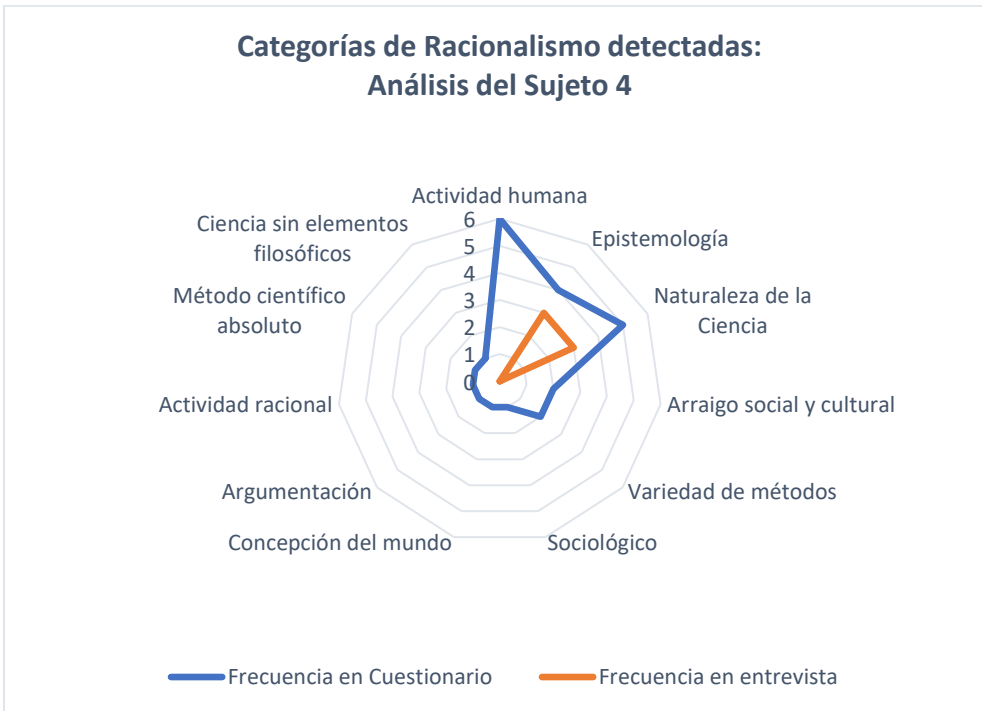 Categorías de Racionalismo detectadas:
Análisis del Sujeto 4
Actividad humana
Epistemología
Naturaleza de la
Ciencia
Arraigo social y cultural
Variedad de métodos
Sociológico
Concepción del mundo
Argumentación
Actividad racional
Método científico
absoluto
Ciencia sin elementos
filosóficos
6
5
4
3
2
1
0
Frecuencia en Cuestionario
Frecuencia en entrevista